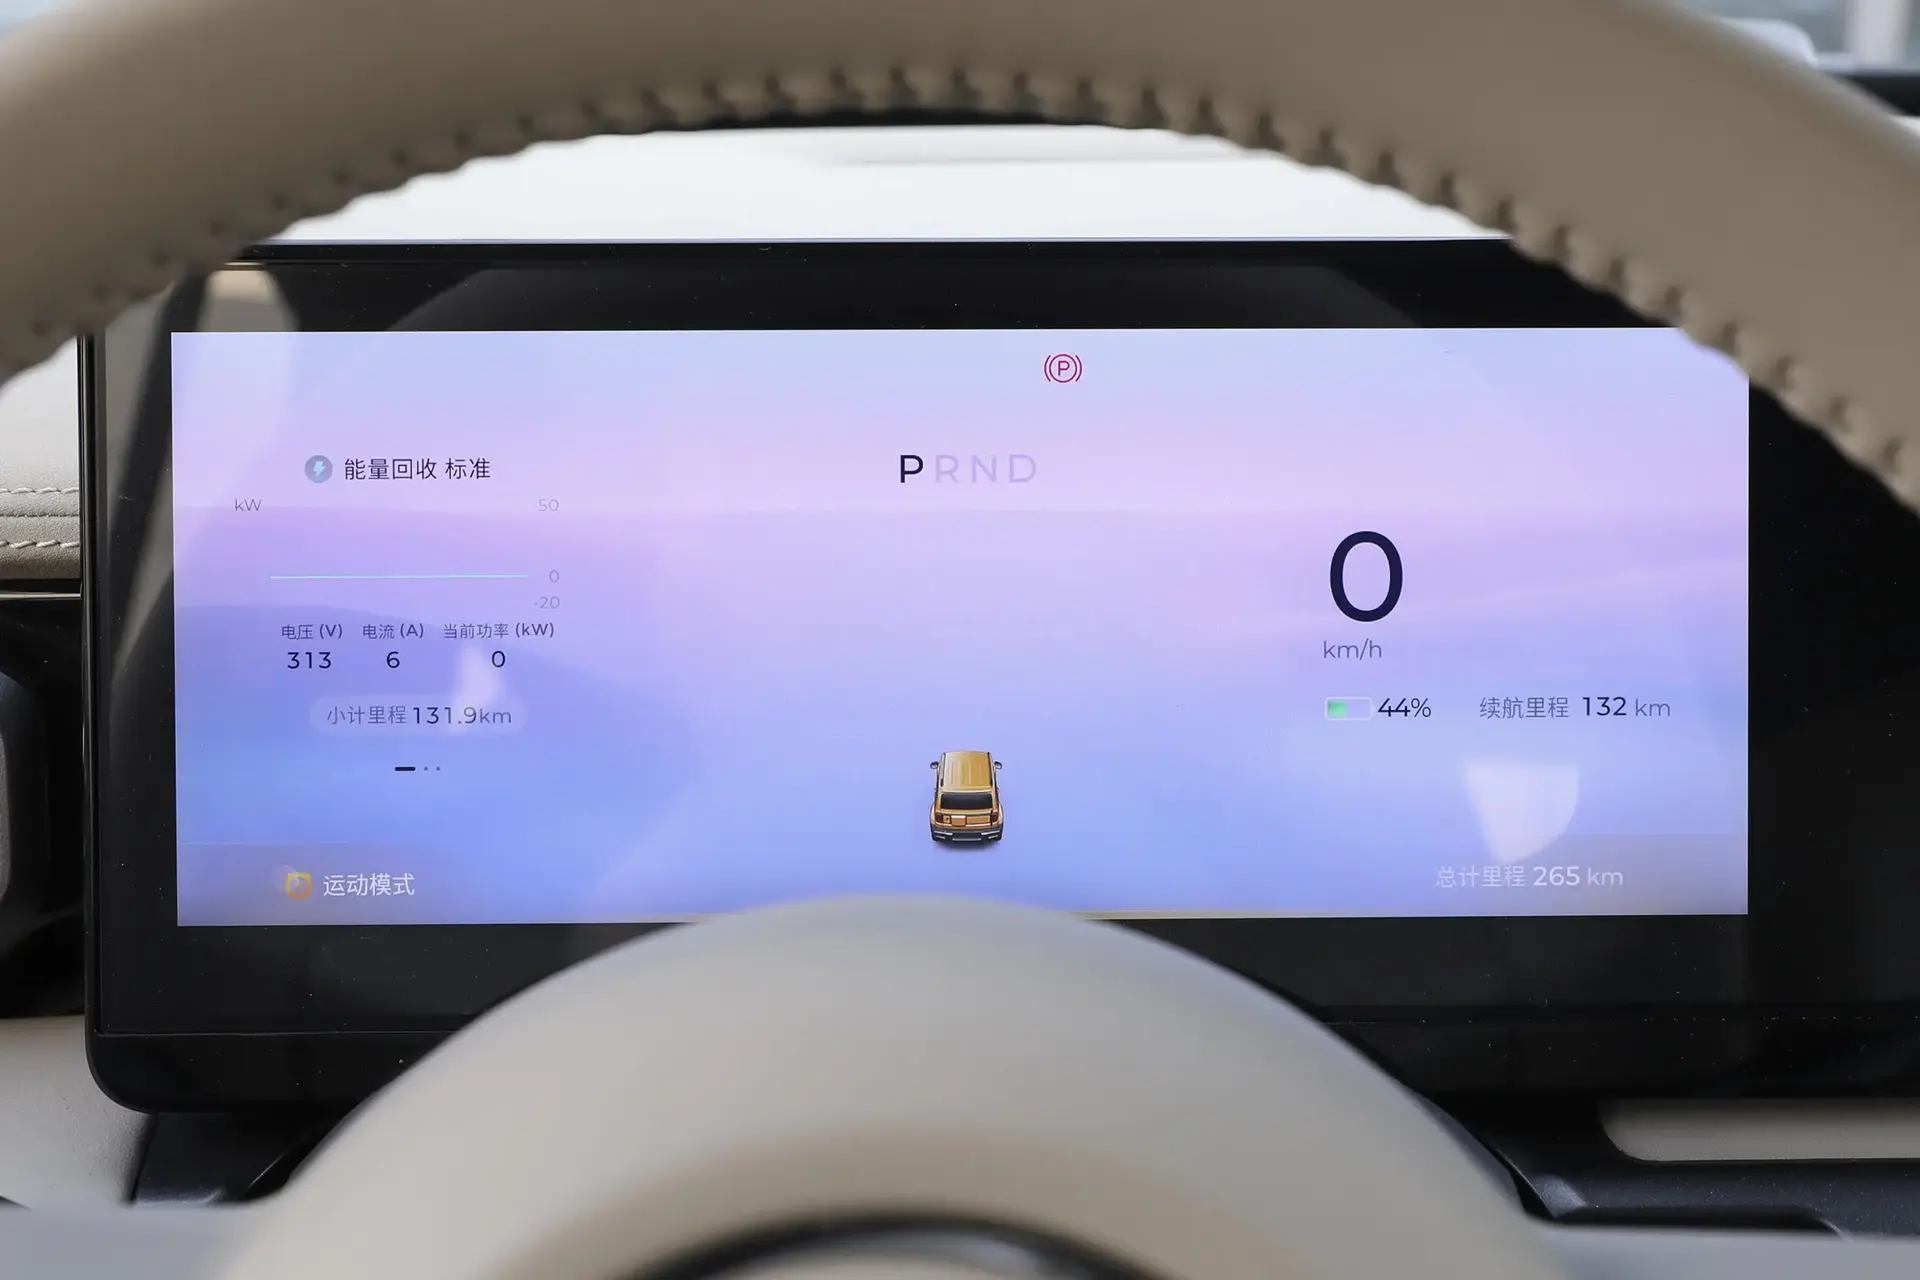 P
能量回收 标准
PRND
kW
50
0
-20
0
km/h
电压 (V) 电流 (A) 当前功率 (kW)
313 6 0
小计里程 131.9km
44% 续航里程 132 km
运动模式
总计里程 265 km